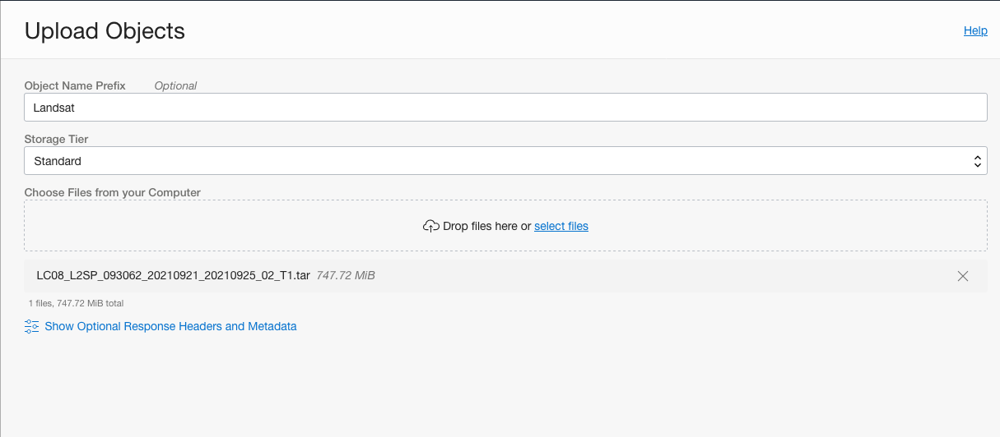 Upload Objects
Help
Object Name Prefix Optional
Landsat
Storage Tier
Standard
Choose Files from your Computer
Drop files here or select files
LC08_L2SP_093062_20210921_20210925_02_T1.tar 747.72 MiB
1 files, 747.72 MiB total
Show Optional Response Headers and Metadata